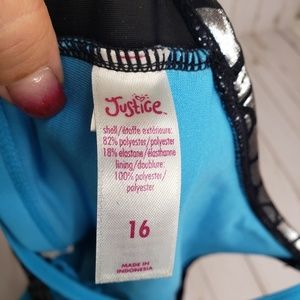 Justice
shell/étoffe extérieure:
82% polyester/polyester
18% elastane/élasthanne
lining/doublure:
100% polyester/
polyester
16
MADE IN
INDONESIA